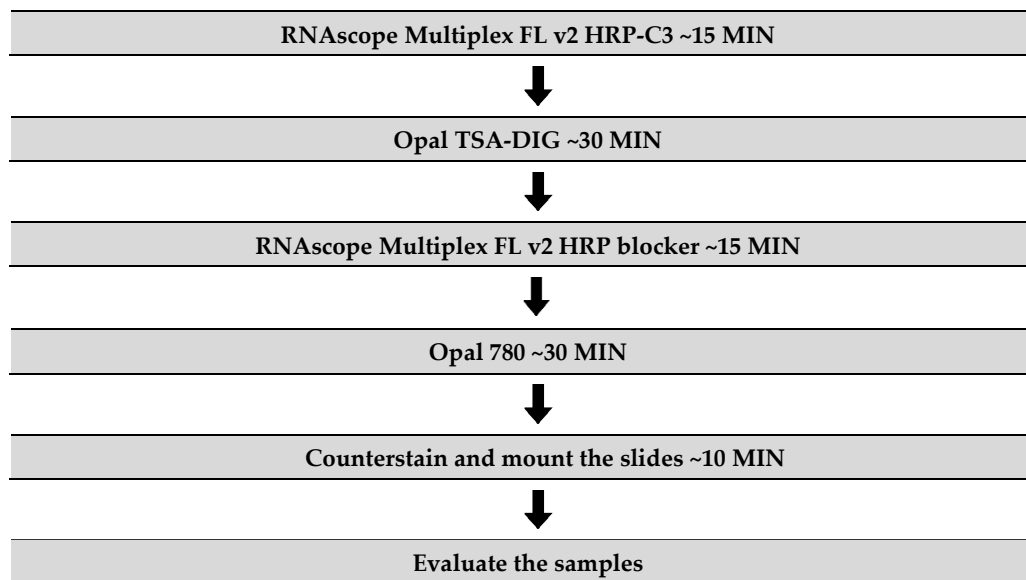 RNAscope Multiplex FL v2 HRP-C3 ~15 MIN
Opal TSA-DIG ~30 MIN
RNAscope Multiplex FL v2 HRP blocker ~15 MIN
Opal 780 ~30 MIN
Counterstain and mount the slides ~10 MIN
Evaluate the samples